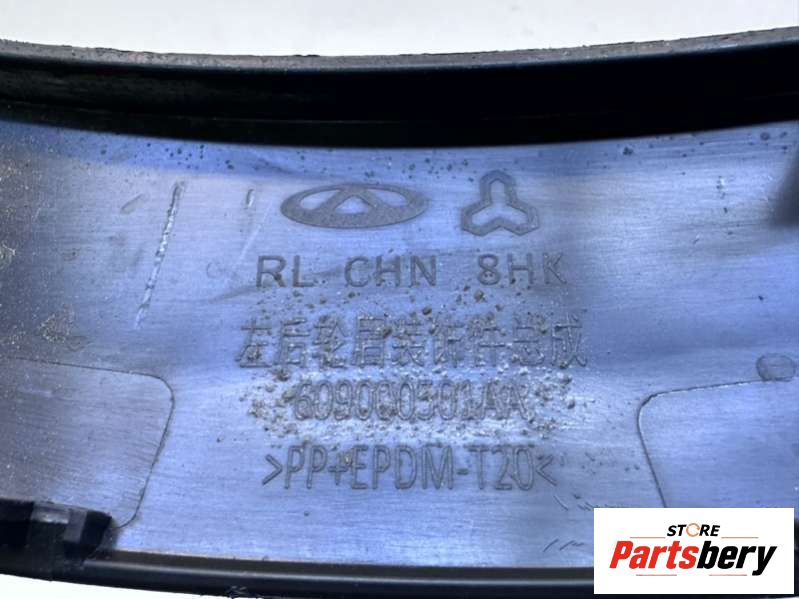 RL CHN 8HK
左后轮眉装饰件总成
609000501AA
>PP+EPDM-T20<
STORE
Partsbery